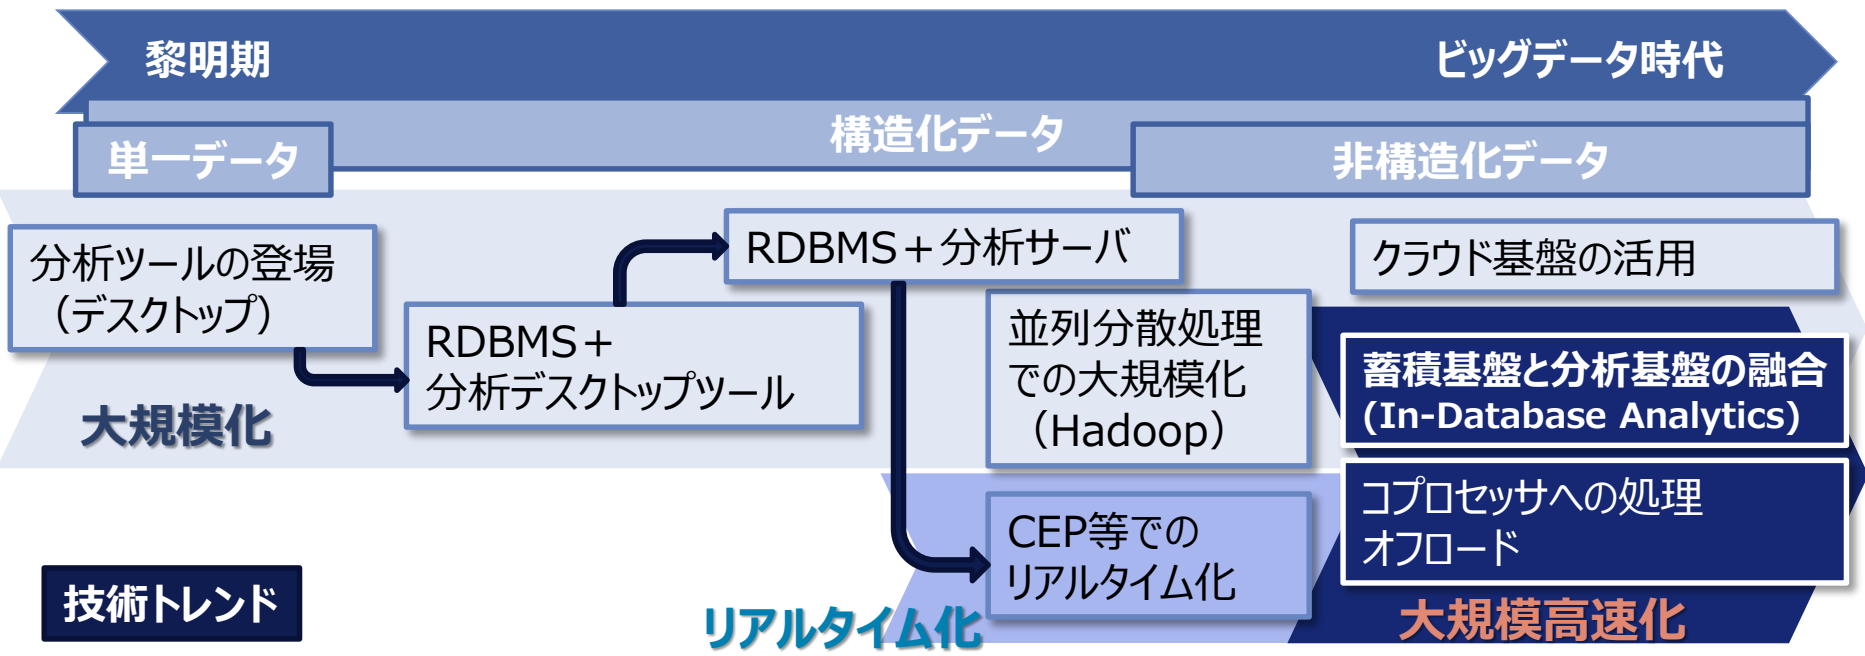 黎明期
ビッグデータ時代
構造化データ
単一データ
非構造化データ
分析ツールの登場
（デスクトップ）
RDBMS＋
分析デスクトップツール
RDBMS＋分析サーバ
並列分散処理
での大規模化
（Hadoop）
クラウド基盤の活用
蓄積基盤と分析基盤の融合
(In-Database Analytics)
大規模化
CEP等での
リアルタイム化
コプロセッサへの処理
オフロード
技術トレンド
リアルタイム化
大規模高速化